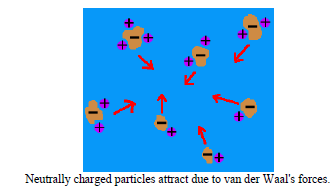 Neutrally charged particles attract due to van der Waal's forces.